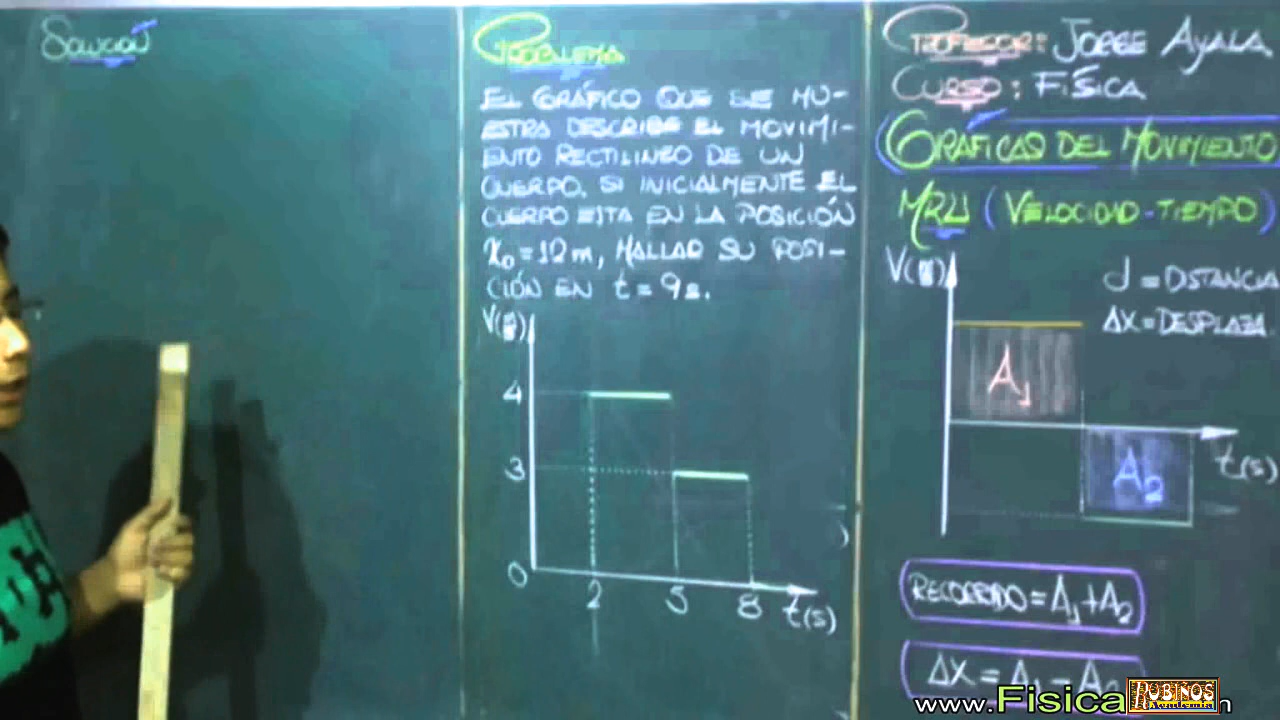 SOLUCIÓN
PROBLEMA
EL GRÁFICO QUE SE MU-
ESTRA DESCRIBE EL MOVIMI-
ENTO RECTILINEO DE UN
CUERPO. SI INICIALMENTE EL
CUERPO ESTA EN LA POSICIÓN
X₀ = 12 m, HALLAR SU POSI-
CIÓN EN t = 9 s.
V( )
4
3
0
2
5
8
t(s)
PROFESOR: JORGE AYALA
CURSO: FÍSICA
GRÁFICAS DEL MOVIMIENTO
MRU (VELOCIDAD-TIEMPO)
V( )
d = DISTANCIA
ΔX = DESPLAZA.
A₁
A₂
t(s)
RECORRIDO = A₁ + A₂
ΔX = A₁ - A₂
www.Fisica
ROBIÑOS
n